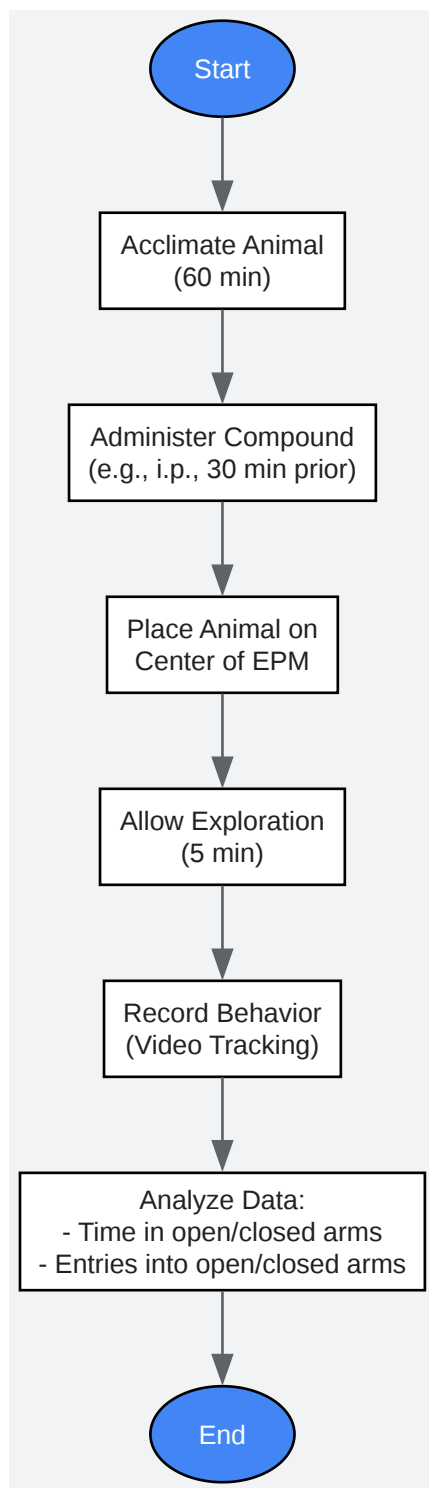 Start
Acclimate Animal
(60 min)
Administer Compound
(e.g., i.p., 30 min prior)
Place Animal on
Center of EPM
Allow Exploration
(5 min)
Record Behavior
(Video Tracking)
Analyze Data:
- Time in open/closed arms
- Entries into open/closed arms
End